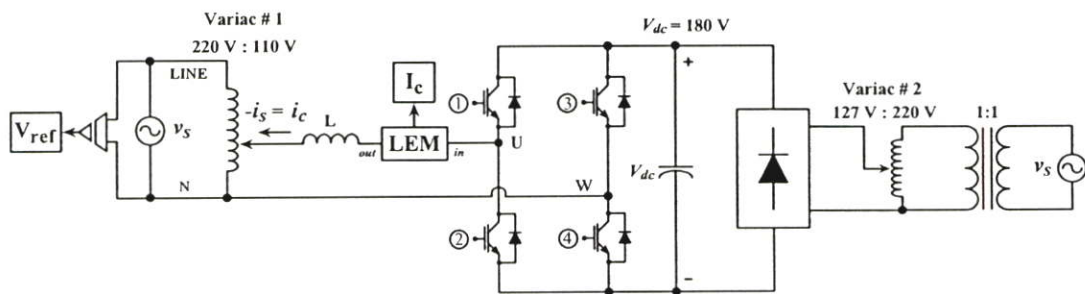 Variac # 1
220 V : 110 V
LINE
V_ref
v_S
N
-i_S = i_C
L
I_c
LEM
out
in
U
W
1
2
3
4
V_dc = 180 V
+
V_dc
−
Variac # 2
127 V : 220 V
1:1
v_S